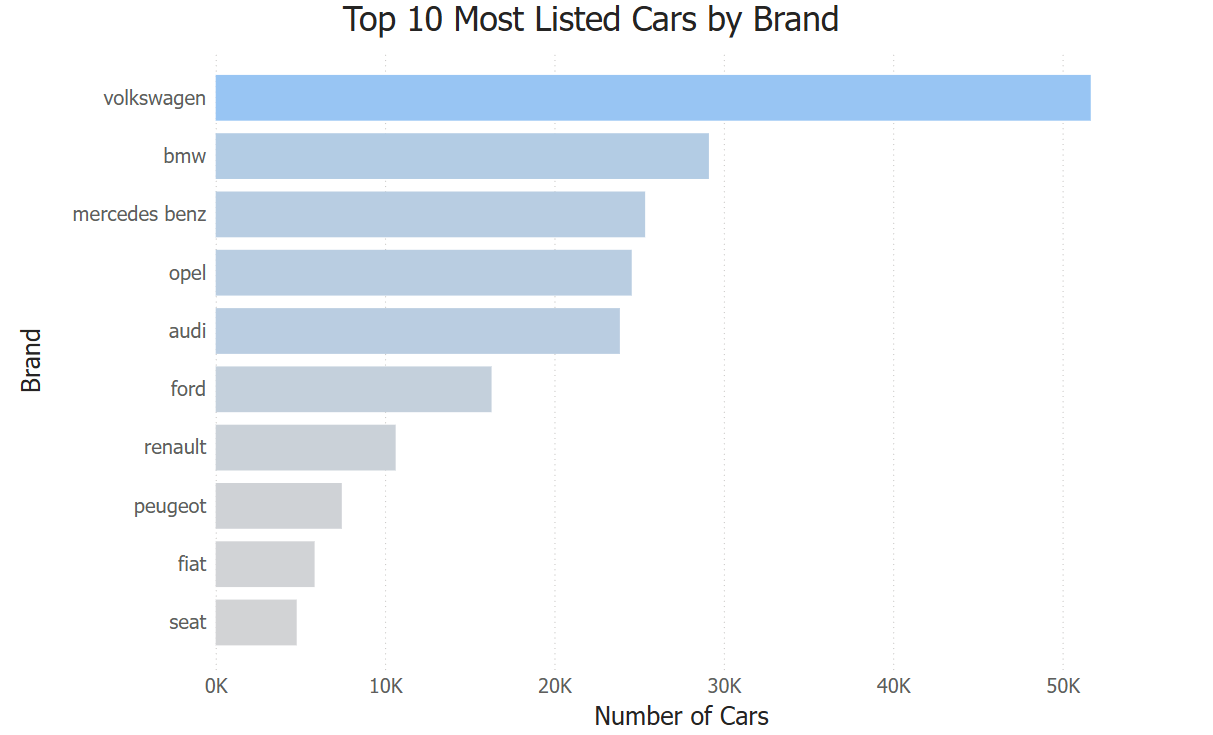 Top 10 Most Listed Cars by Brand
volkswagen
bmw
mercedes benz
opel
audi
ford
renault
peugeot
fiat
seat
Brand
0K 10K 20K 30K 40K 50K
Number of Cars